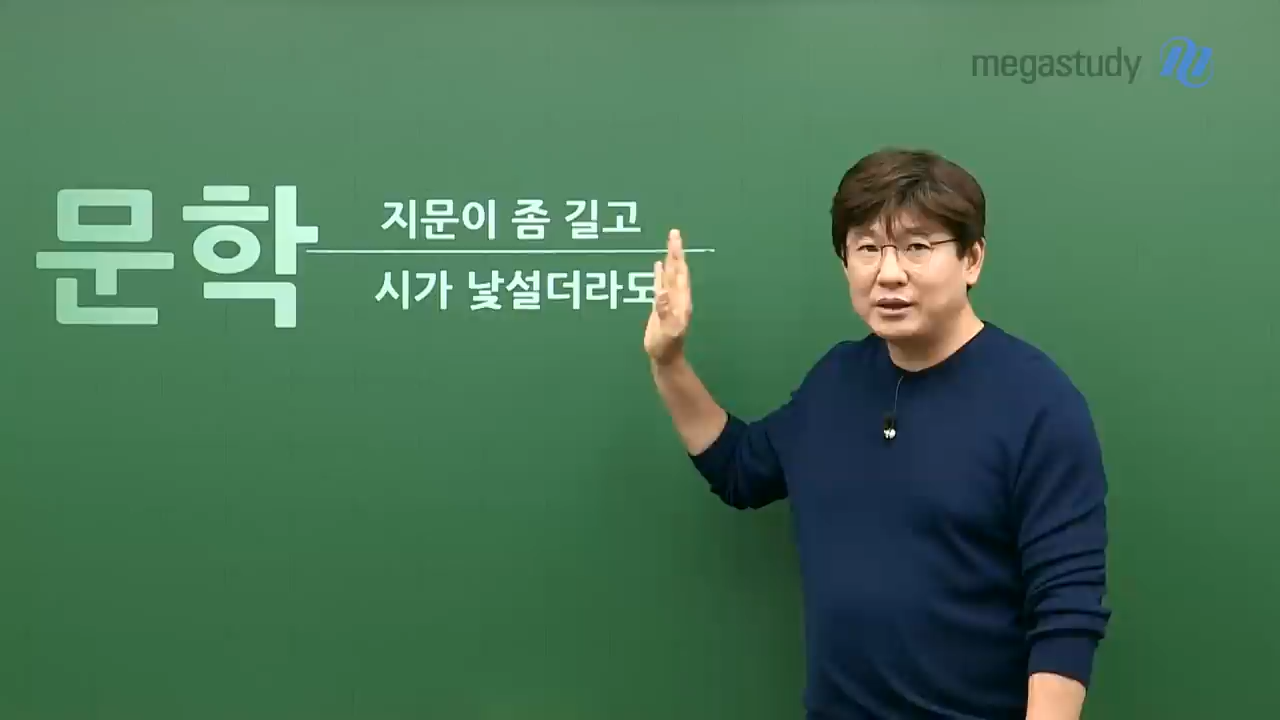 megastudy
문학
지문이 좀 길고
시가 낯설더라도